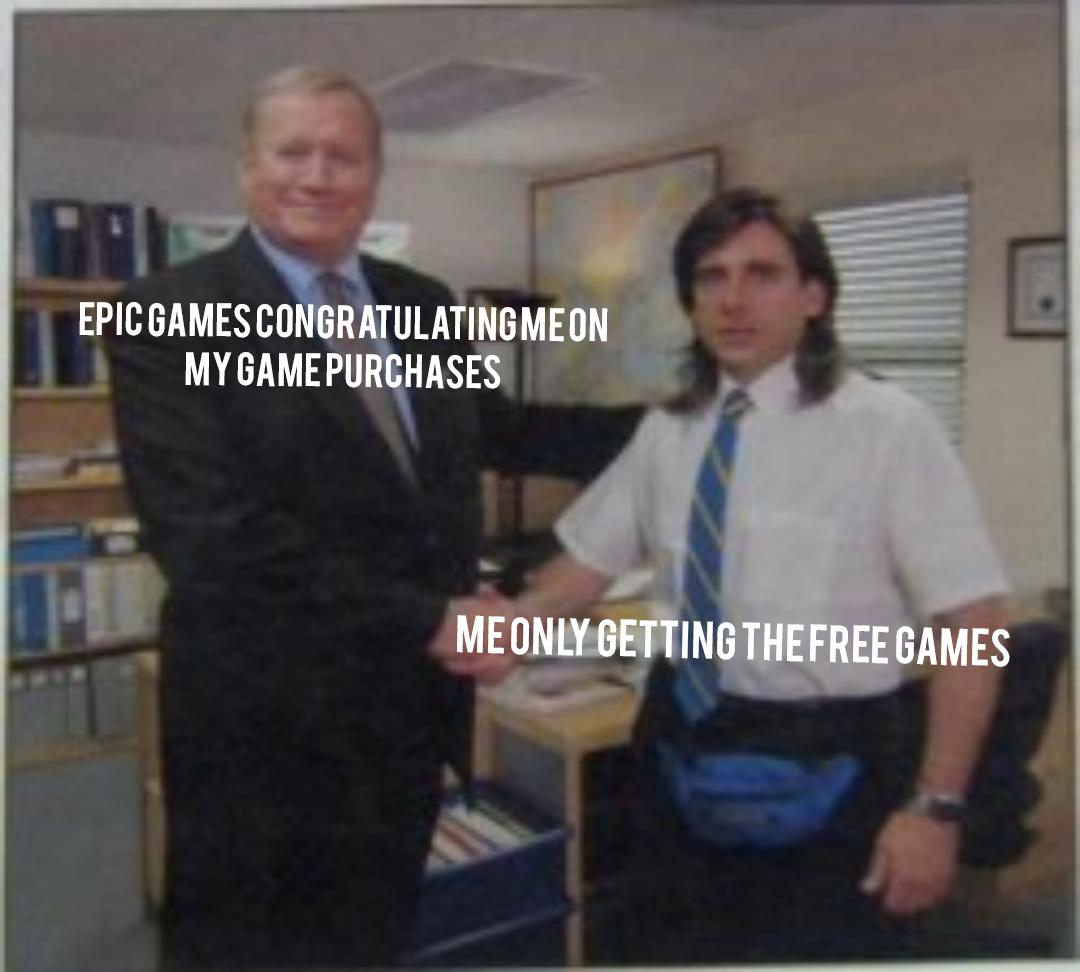 EPIC GAMES CONGRATULATING ME ON
MY GAME PURCHASES
ME ONLY GETTING THE FREE GAMES